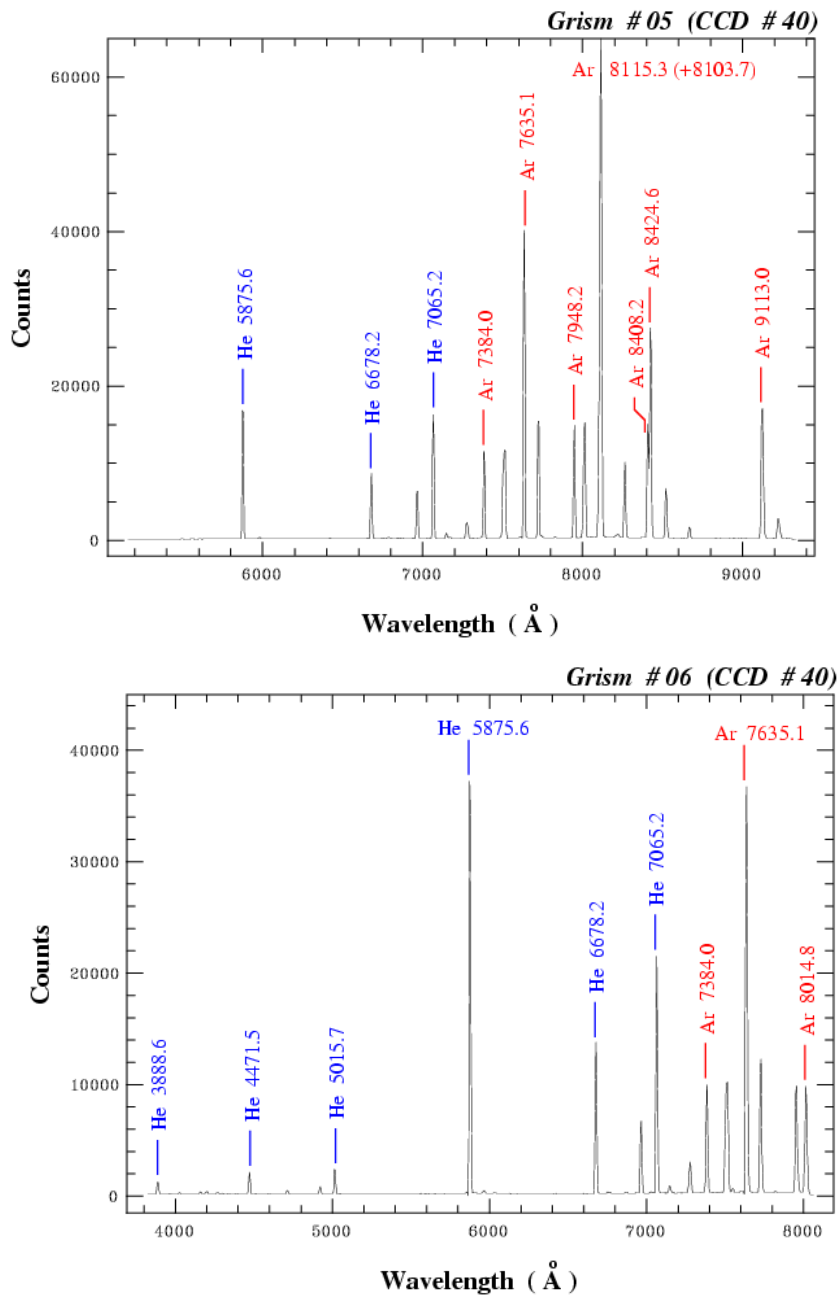 Grism # 05 (CCD # 40)
60000
40000
20000
0
Counts
He 5875.6
He 6678.2
He 7065.2
Ar 7384.0
Ar 7635.1
Ar 7948.2
Ar 8115.3 (+8103.7)
Ar 8408.2
Ar 8424.6
Ar 9113.0
6000 7000 8000 9000
Wavelength ( Å )
Grism # 06 (CCD # 40)
40000
30000
20000
10000
0
Counts
He 3888.6
He 4471.5
He 5015.7
He 5875.6
He 6678.2
He 7065.2
Ar 7384.0
Ar 7635.1
Ar 8014.8
4000 5000 6000 7000 8000
Wavelength ( Å )